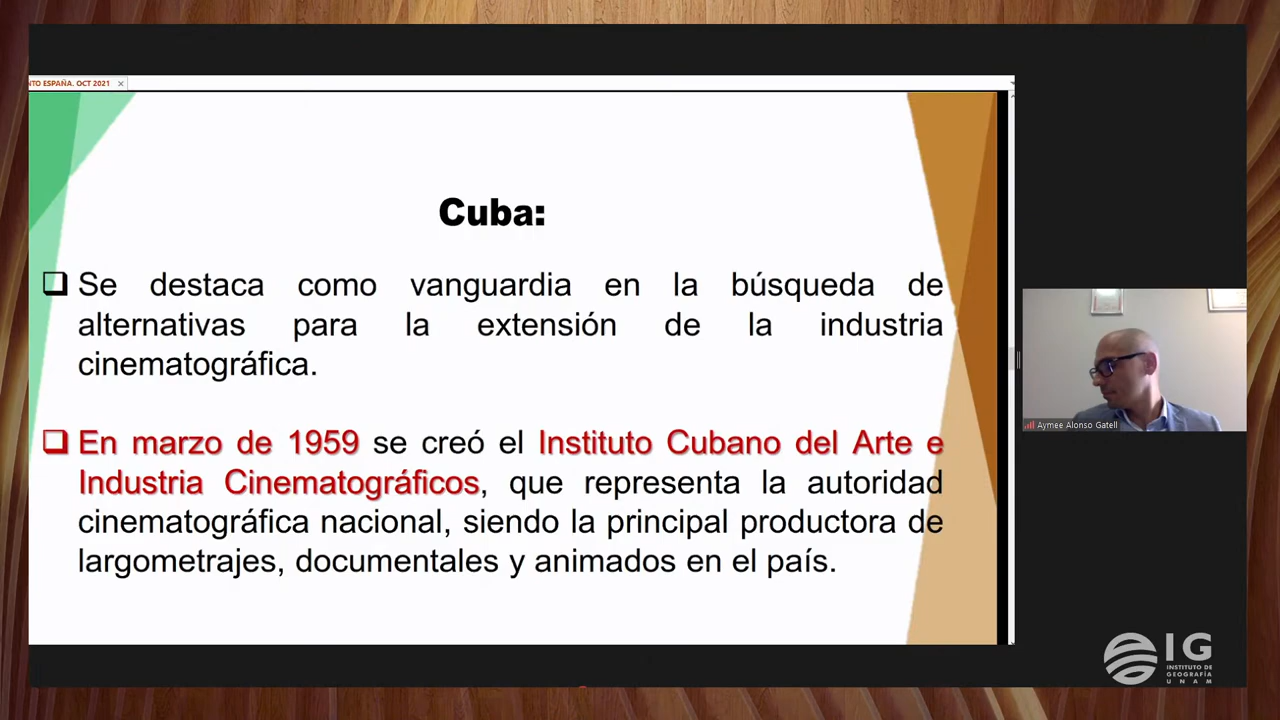 NTO ESPAÑA. OCT 2021
Cuba:
Se destaca como vanguardia en la búsqueda de
alternativas para la extensión de la industria
cinematográfica.
En marzo de 1959 se creó el Instituto Cubano del Arte e
Industria Cinematográficos, que representa la autoridad
cinematográfica nacional, siendo la principal productora de
largometrajes, documentales y animados en el país.
Aymee Alonso Gatell
IG
INSTITUTO DE
GEOGRAFÍA
UNAM